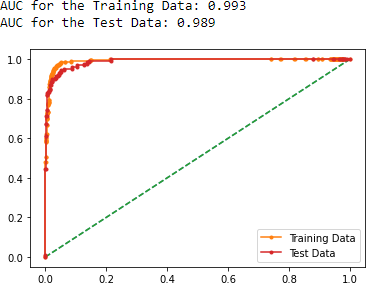 AUC for the Training Data: 0.993
AUC for the Test Data: 0.989
1.0
0.8
0.6
0.4
0.2
0.0
Training Data
Test Data
0.0 0.2 0.4 0.6 0.8 1.0